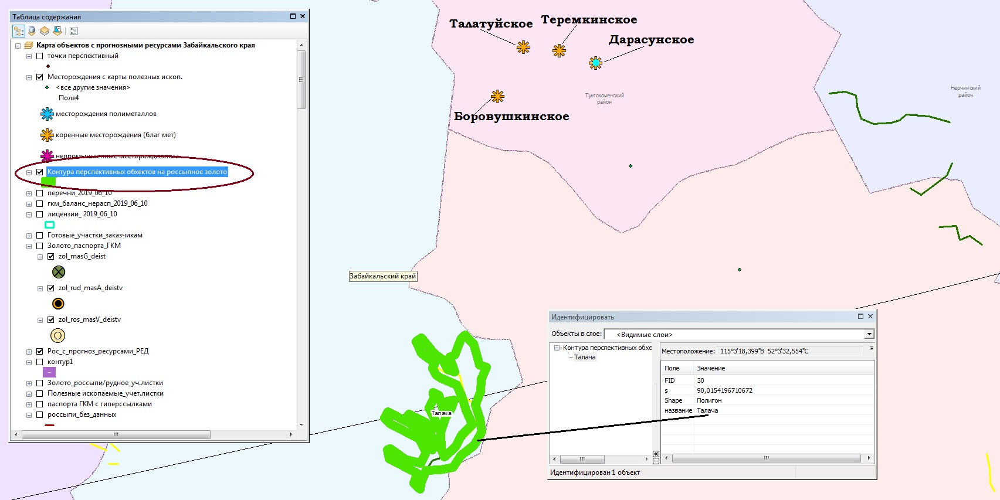 Таблица содержания
Карта объектов с прогнозными ресурсами Забайкальского края
точки перспективный
Месторождения с карты полезных ископ.
<все другие значения>
Поле4
месторождения полиметаллов
коренные месторождения (благ мет)
непромышленные месторожд.золота
Контура перспективных обхектов на россыпное золото
перечни_2019_06_10
гкм_баланс_нерасп_2019_06_10
лицензии_ 2019_06_10
Готовые_участки_заказчикам
Золото_паспорта_ГКМ
zol_masG_deist
zol_rud_masA_deistv
zol_ros_masV_deistv
Рос_с_прогноз_ресурсами_РЕД
контур1
Золото_россыпи/рудное_уч.листки
Полезные ископаемые_учет.листки
паспорта ГКМ с гиперссылками
россыпи_без_данных
Талатуйское
Теремкинское
Дарасунское
Боровушкинское
Тунгокоченский
район
Нерчинский
район
Забайкальский край
Талача
Идентифицировать
Объекты в слое:
<Видимые слои>
Контура перспективных обхе
Талача
Местоположение:
115°3'18,399"В 52°3'32,554"С
Поле Значение
FID 30
s 90,0154196710672
Shape Полигон
название Талача
Идентифицирован 1 объект